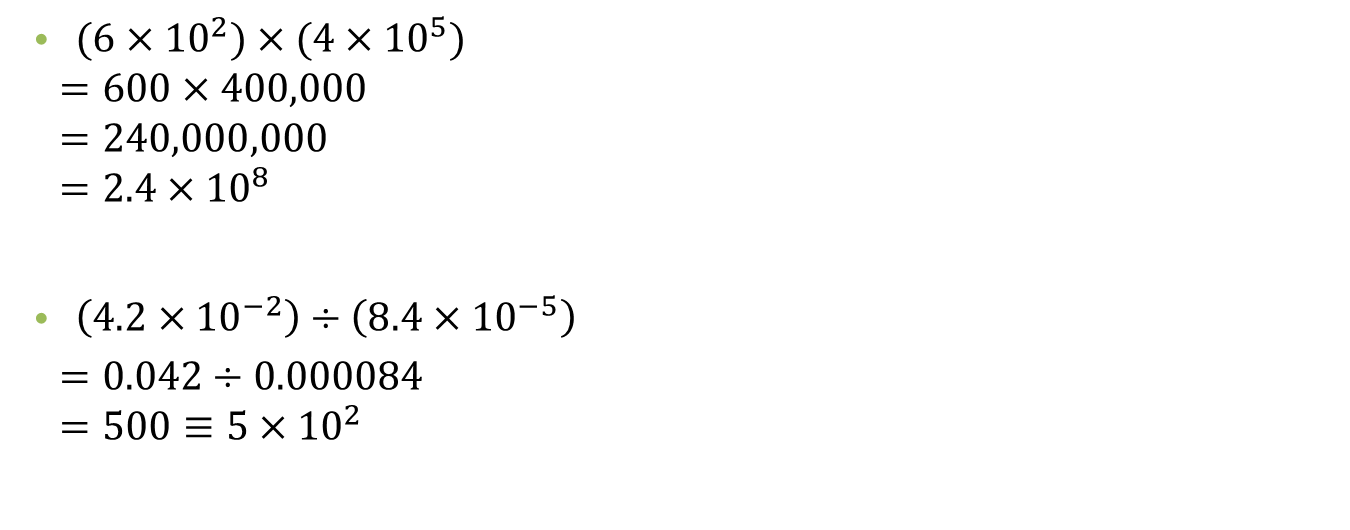 • (6 × 10²) × (4 × 10⁵)
= 600 × 400,000
= 240,000,000
= 2.4 × 10⁸
• (4.2 × 10⁻²) ÷ (8.4 × 10⁻⁵)
= 0.042 ÷ 0.000084
= 500 ≡ 5 × 10²